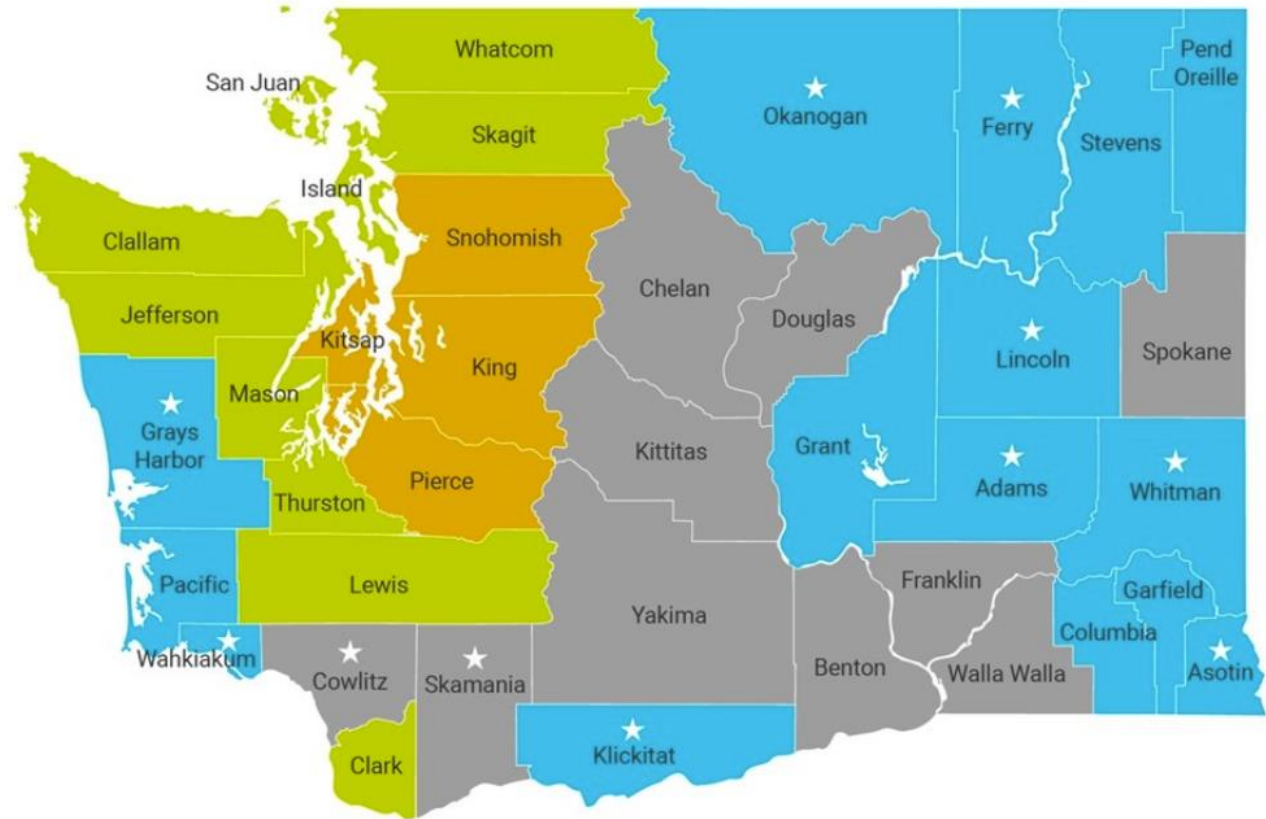 Whatcom
Pend
Oreille
San Juan
Okanogan
Ferry
Skagit
Stevens
Island
Clallam
Snohomish
Chelan
Jefferson
Douglas
Kitsap
Lincoln
Spokane
King
Mason
Grays
Harbor
Kittitas
Grant
Pierce
Adams
Whitman
Thurston
Pacific
Lewis
Franklin
Garfield
Yakima
Columbia
Wahkiakum
Cowlitz
Skamania
Benton
Walla Walla
Asotin
Clark
Klickitat